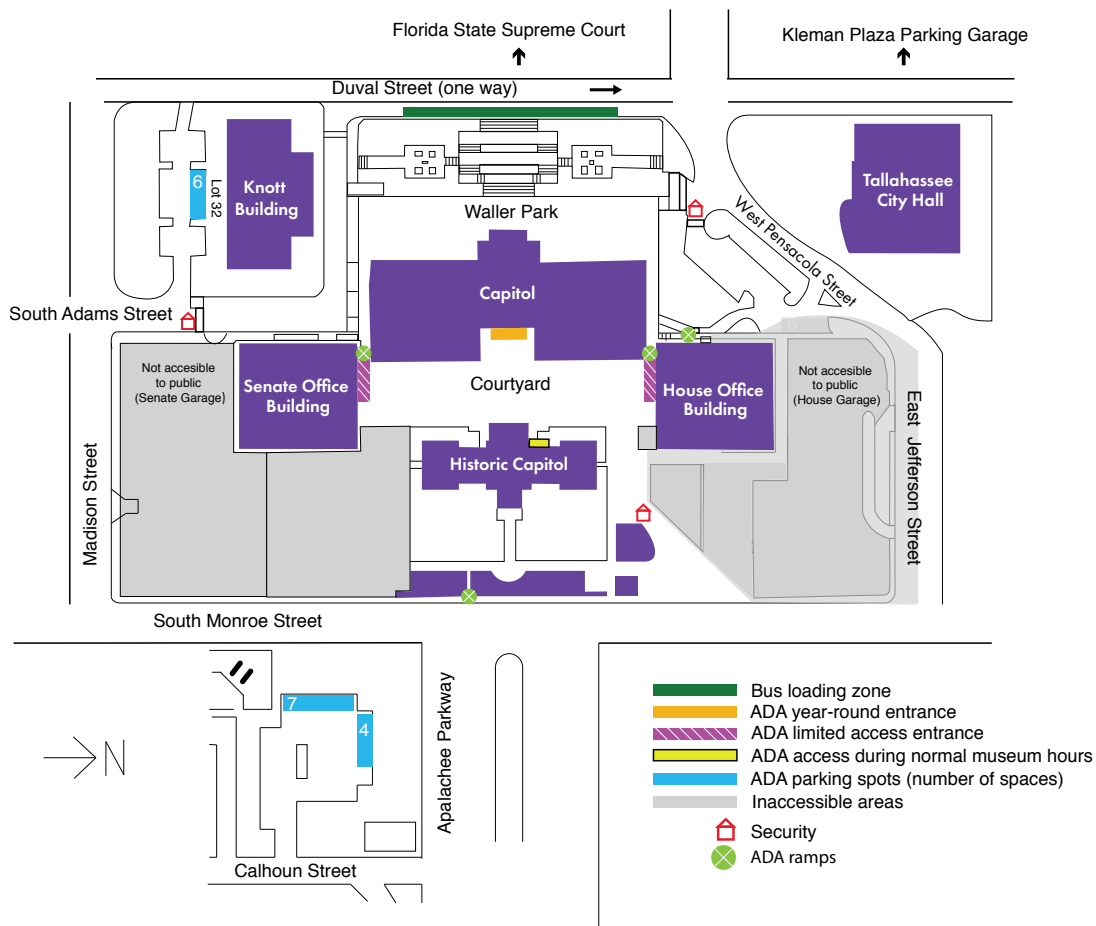 Florida State Supreme Court
Kleman Plaza Parking Garage
Duval Street (one way)
6
Lot 32
Knott
Building
Tallahassee
City Hall
Waller Park
West Pensacola Street
Capitol
South Adams Street
Not accesible
to public
(Senate Garage)
Senate Office
Building
Courtyard
House Office
Building
Not accessible
to public
(House Garage)
Historic Capitol
Madison Street
East Jefferson Street
South Monroe Street
7
4
Apalachee Parkway
N
Calhoun Street
Bus loading zone
ADA year-round entrance
ADA limited access entrance
ADA access during normal museum hours
ADA parking spots (number of spaces)
Inaccessible areas
Security
ADA ramps